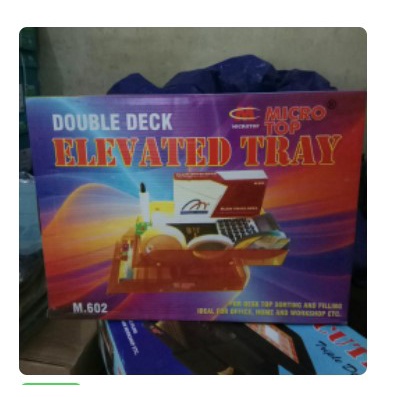 DOUBLE DECK
MICRO
TOP
®
MICROTOP
ELEVATED TRAY
M.602
FOR DESK TOP SORTING AND FILLING
IDEAL FOR OFFICE, HOME AND WORKSHOP ETC.